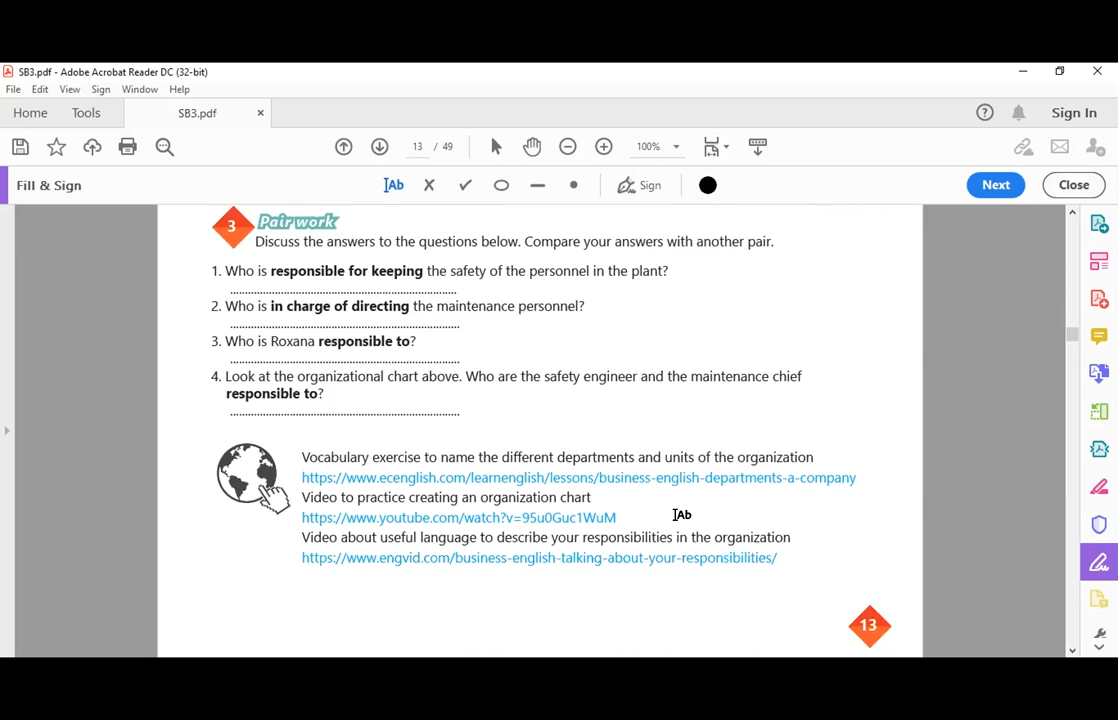 SB3.pdf - Adobe Acrobat Reader DC (32-bit)
File Edit View Sign Window Help
Home Tools SB3.pdf × ? Sign In
13 / 49 100%
Fill & Sign Ab Sign Next Close
3 Pair work
Discuss the answers to the questions below. Compare your answers with another pair.
1. Who is responsible for keeping the safety of the personnel in the plant?
................................................................................
2. Who is in charge of directing the maintenance personnel?
................................................................................
3. Who is Roxana responsible to?
................................................................................
4. Look at the organizational chart above. Who are the safety engineer and the maintenance chief
responsible to?
................................................................................
Vocabulary exercise to name the different departments and units of the organization
https://www.ecenglish.com/learnenglish/lessons/business-english-departments-a-company
Video to practice creating an organization chart
https://www.youtube.com/watch?v=95u0Guc1WuM
Ab
Video about useful language to describe your responsibilities in the organization
https://www.engvid.com/business-english-talking-about-your-responsibilities/
13